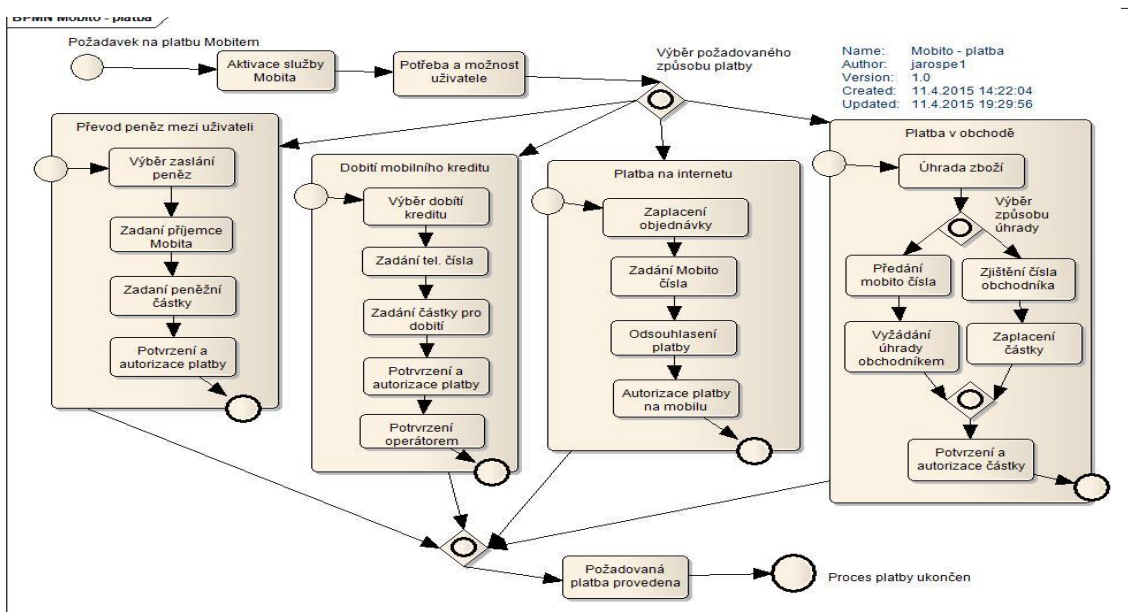 BPMN Mobito - platba
Požadavek na platbu Mobitem
Aktivace služby
Mobita
Potřeba a možnost
uživatele
Výběr požadovaného
způsobu platby
Name: Mobito - platba
Author: jarospe1
Version: 1.0
Created: 11.4.2015 14:22:04
Updated: 11.4.2015 19:29:56
Převod peněz mezi uživateli
Výběr zaslání
peněz
Zadaní příjemce
Mobita
Zadaní peněžní
částky
Potvrzení a
autorizace platby
Dobití mobilního kreditu
Výběr dobítí
kreditu
Zadání tel. čísla
Zadání částky pro
dobití
Potrvrzení a
autorizace platby
Potrvrzení
operátorem
Platba na internetu
Zaplacení
objednávky
Zadání Mobito
čísla
Odsouhlasení
platby
Autorizace platby
na mobilu
Platba v obchodě
Úhrada zboží
Výběr
způsobu
úhrady
Předání
mobito čísla
Zjištění čísla
obchodníka
Vyžádání
úhrady
obchodníkem
Zaplacení
částky
Potvrzení a
autorizace částky
Požadovaná
platba provedena
Proces platby ukončen